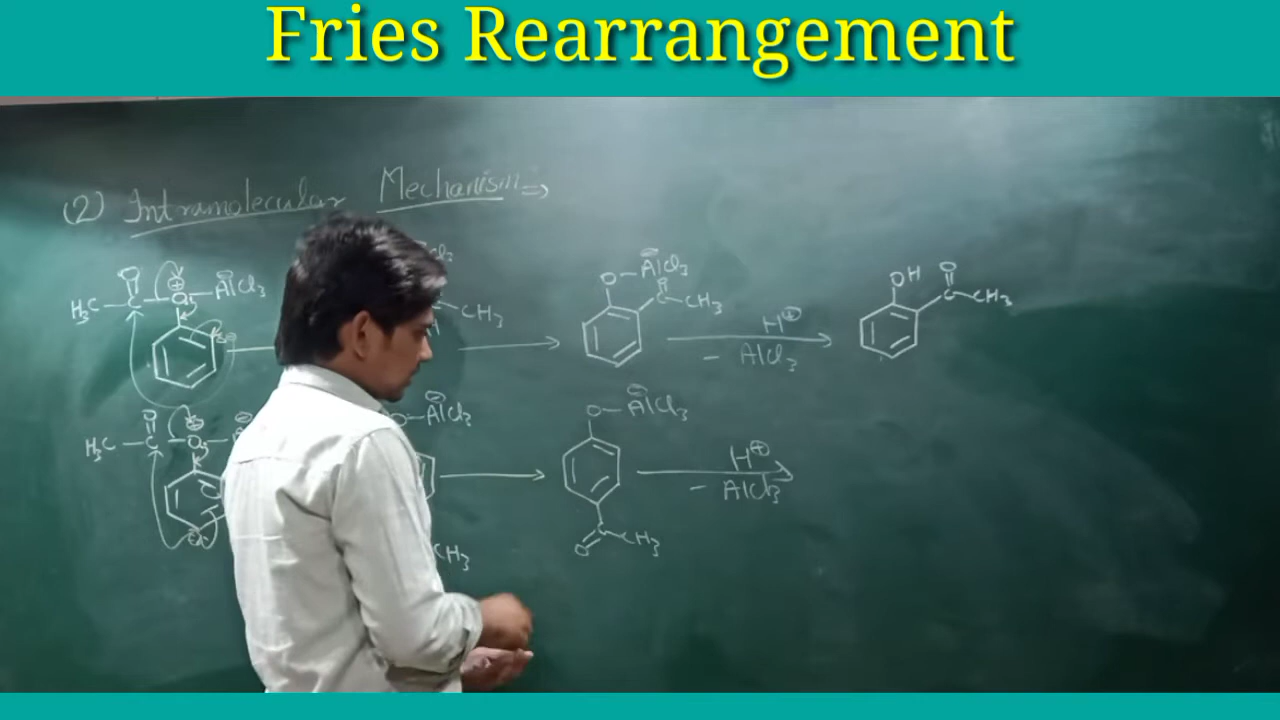 Fries Rearrangement
(2) Intramolecular Mechanism ⇒
O ⊕ ⊖
H₃C – C – O – AlCl₃
CH₃
O – AlCl₃
C – CH₃
H⊕
– AlCl₃
OH O
C – CH₃
O ⊕
H₃C – C – O
O – AlCl₃
CH₃
O – AlCl₃
C – CH₃
O
H⊕
– AlCl₃